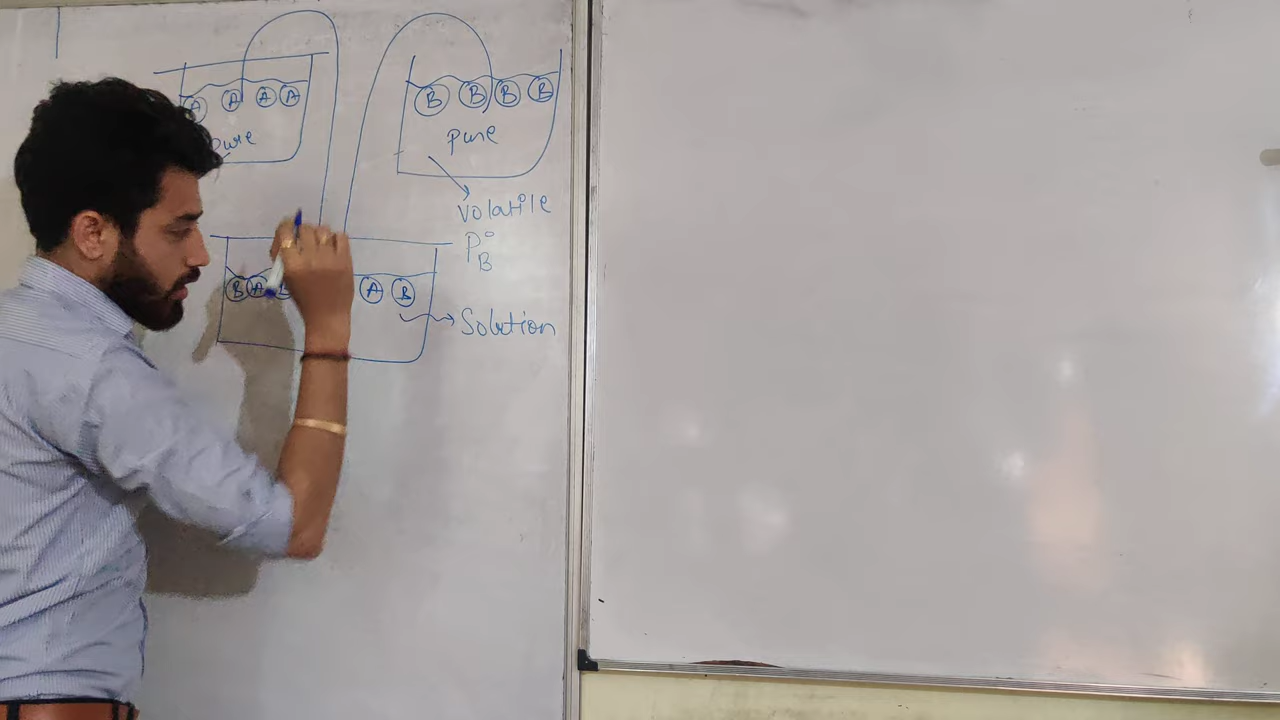 A A A A
pure
B B B B
pure
Volatile
P°B
B A B A B
Solution